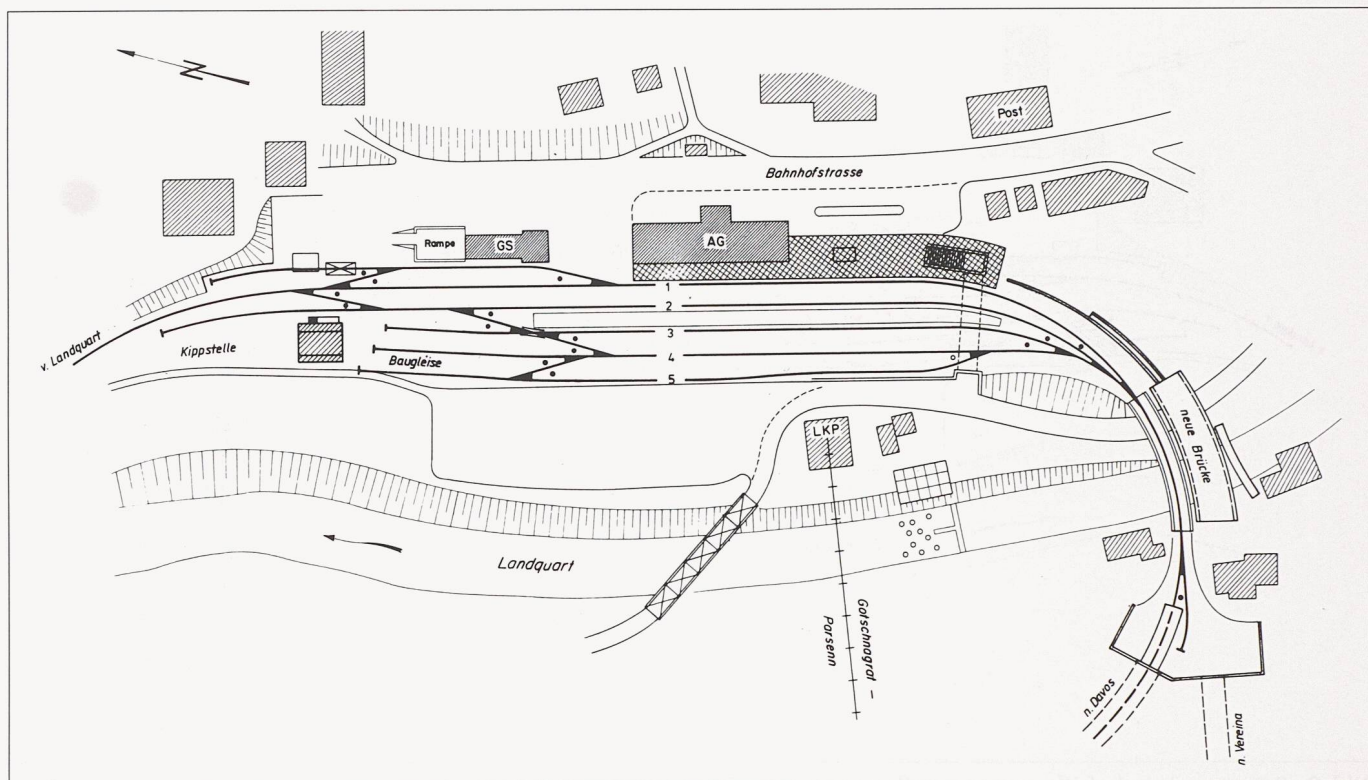 N
Post
Bahnhofstrasse
Rampe
GS
AG
1
2
3
4
5
v. Landquart
Kippstelle
Baugleise
LKP
neue Brücke
Landquart
Gotschnagrat –
Parsenn
n. Davos
n. Vereina